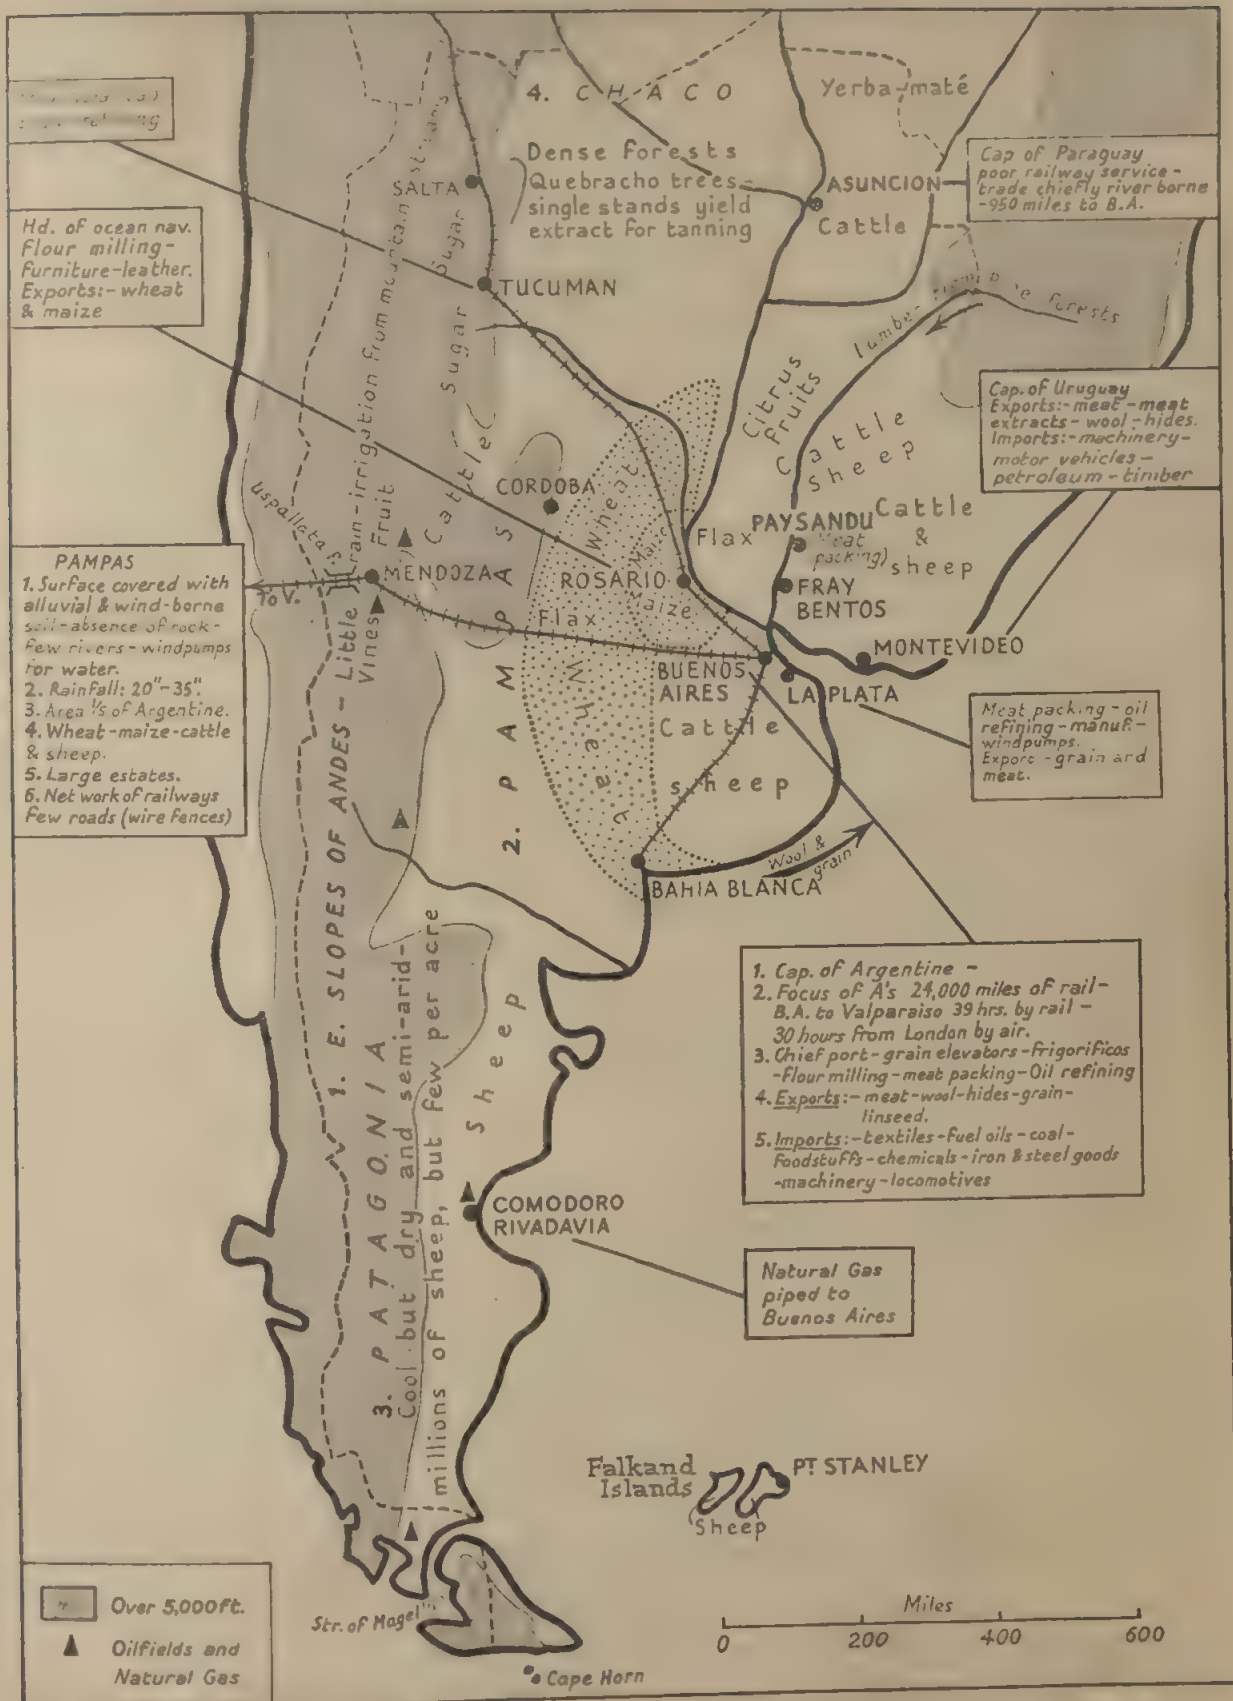 4. CHACO
Yerba-maté
Dense forests
Quebracho trees-
single stands yield
extract for tanning
SALTA
TUCUMAN
ASUNCION
Cattle
Cap of Paraguay
poor railway service -
trade chiefly river borne
-950 miles to B.A.
Hd. of ocean nav.
Flour milling-
furniture-leather.
Exports:- wheat
& maize
Sugar
Sugar
Cattle
Citrus
Fruits
forests
Cattle
Sheep
Cap. of Uruguay
Exports:-meat-meat
extracts-wool-hides.
Imports:-machinery-
motor vehicles-
petroleum-timber
CORDOBA
Wheat
Flax
PAYSANDU
packing)
Cattle
&
sheep
FRAY
BENTOS
Uspallata
MENDOZA
ROSARIO
Flax
To V.
MONTEVIDEO
BUENOS
AIRES
LA PLATA
PAMPAS
1. Surface covered with
alluvial & wind-borne
soil-absence of rock-
few rivers-windpumps
for water.
2. Rainfall: 20"-35".
3. Area 1/5 of Argentine.
4. Wheat-maize-cattle
& sheep.
5. Large estates.
6. Net work of railways
Few roads (wire fences)
Little rain-irrigation from mountain streams
Fruit
Vines
2. PAMPAS
Wheat
Cattle
sheep
Meat packing-oil
refining-manuf.-
windpumps.
Export-grain and
meat.
Wool &
grain
BAHIA BLANCA
1. E. SLOPES OF ANDES -
3. PATAGONIA
Cool but dry and semi-arid-
millions of sheep, but few per acre
Sheep
1. Cap. of Argentine -
2. Focus of A's 24,000 miles of rail-
B.A. to Valparaiso 39 hrs. by rail -
30 hours from London by air.
3. Chief port-grain elevators-frigorificos
-flour milling-meat packing-Oil refining
4. Exports:- meat-wool-hides-grain-
linseed.
5. Imports:-textiles-fuel oils-coal-
foodstuffs-chemicals-iron & steel goods
-machinery-locomotives
COMODORO
RIVADAVIA
Natural Gas
piped to
Buenos Aires
Falkand
Islands
PT. STANLEY
Sheep
Over 5,000 ft.
Oilfields and
Natural Gas
Str. of Magel
Cape Horn
Miles
0 200 400 600